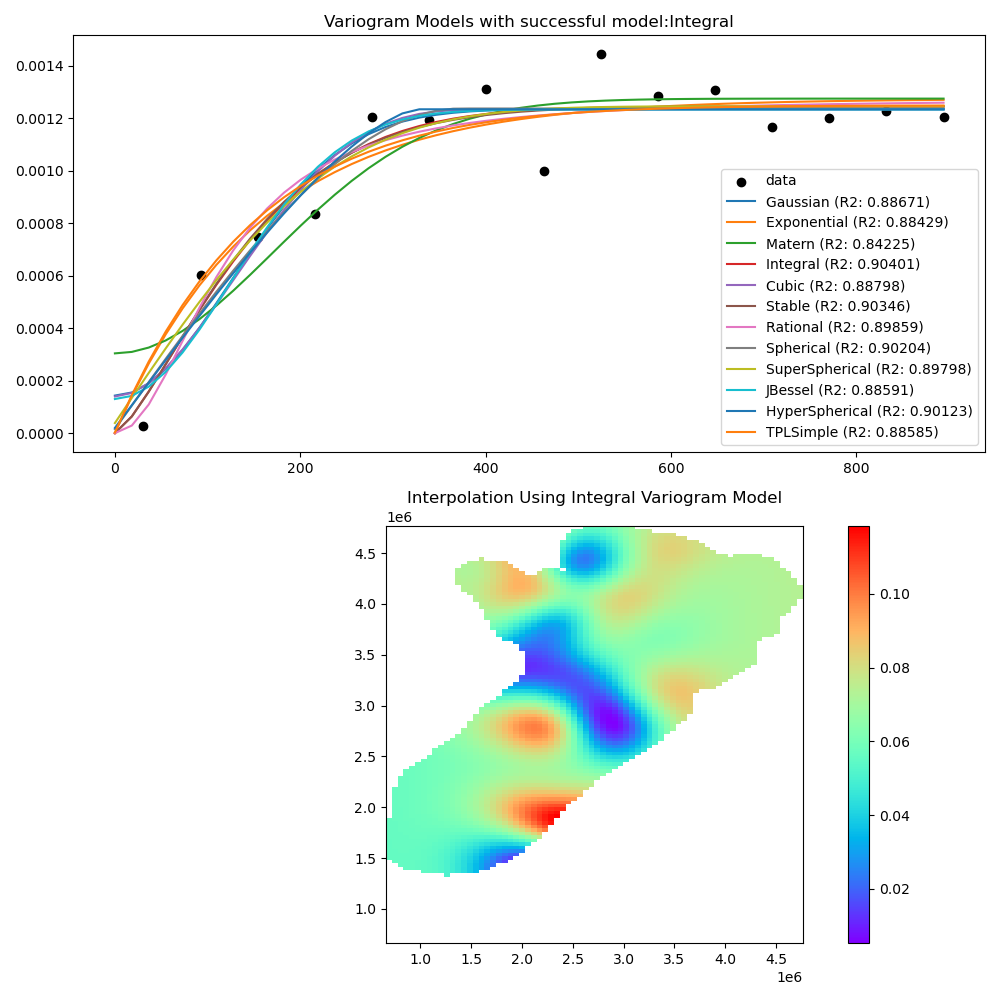 Variogram Models with successful model:Integral
0.0014
0.0012
0.0010
0.0008
0.0006
0.0004
0.0002
0.0000
data
Gaussian (R2: 0.88671)
Exponential (R2: 0.88429)
Matern (R2: 0.84225)
Integral (R2: 0.90401)
Cubic (R2: 0.88798)
Stable (R2: 0.90346)
Rational (R2: 0.89859)
Spherical (R2: 0.90204)
SuperSpherical (R2: 0.89798)
JBessel (R2: 0.88591)
HyperSpherical (R2: 0.90123)
TPLSimple (R2: 0.88585)
0 200 400 600 800
Interpolation Using Integral Variogram Model
1e6
4.5
4.0
3.5
3.0
2.5
2.0
1.5
1.0
1.0 1.5 2.0 2.5 3.0 3.5 4.0 4.5
1e6
0.10
0.08
0.06
0.04
0.02